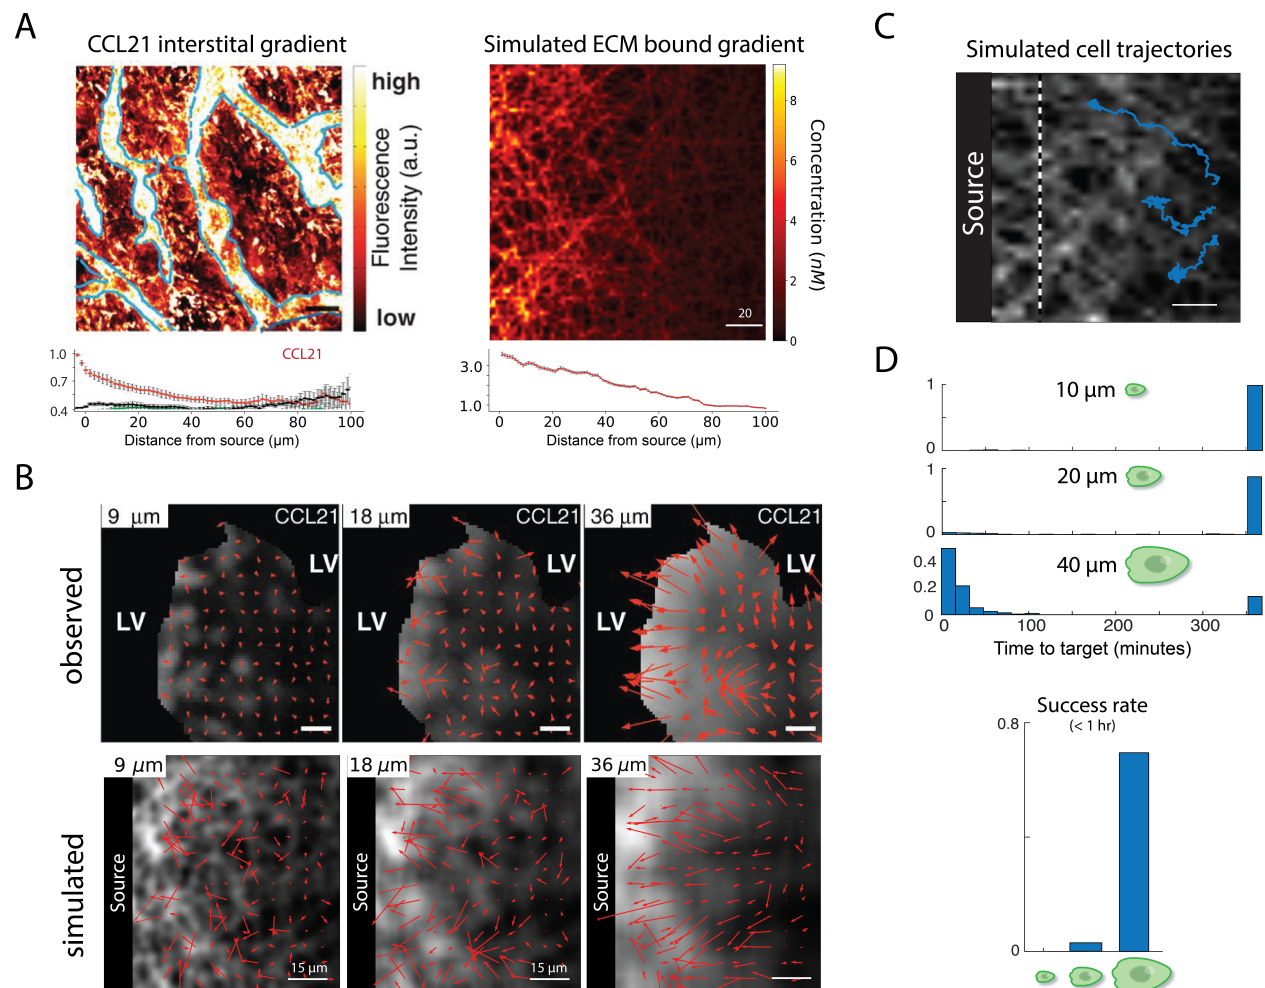 A
CCL21 interstital gradient
high
Fluorescence
Intensity (a.u.)
low
1.0
0.7
0.4
CCL21
0
20
40
60
80
100
Distance from source (μm)
Simulated ECM bound gradient
8
6
4
2
0
Concentration (nM)
20
3.0
1.0
0
20
40
60
80
100
Distance from source (μm)
B
observed
9 μm
CCL21
LV
LV
18 μm
CCL21
LV
LV
36 μm
CCL21
LV
LV
simulated
9 μm
Source
15 μm
18 μm
Source
15 μm
36 μm
Source
C
Simulated cell trajectories
Source
D
1
0
10 μm
1
0
20 μm
0.4
0.2
0
40 μm
0
100
200
300
Time to target (minutes)
Success rate
(< 1 hr)
0.8
0